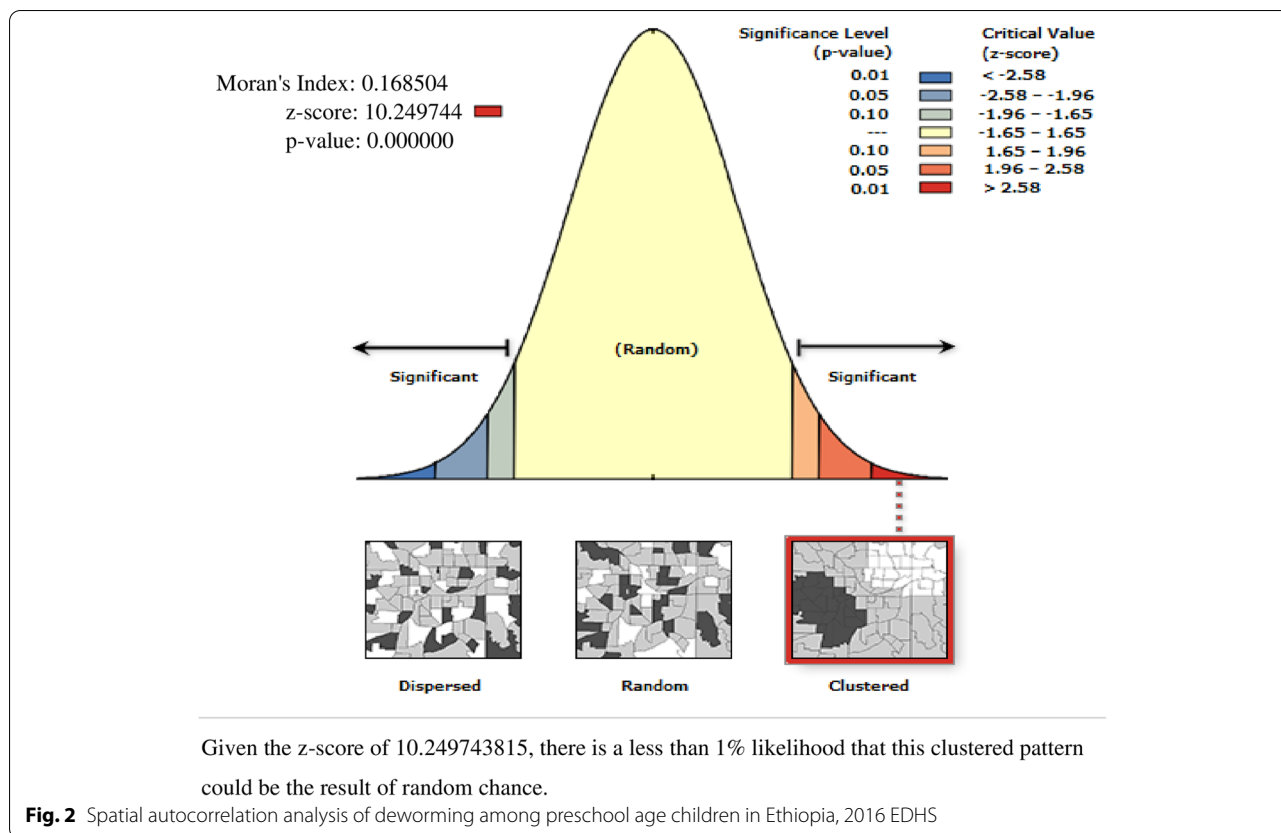 Moran's Index: 0.168504
z-score: 10.249744
p-value: 0.000000
Significance Level (p-value)
Critical Value (z-score)
0.01 < -2.58
0.05 -2.58 – -1.96
0.10 -1.96 – -1.65
--- -1.65 – 1.65
0.10 1.65 – 1.96
0.05 1.96 – 2.58
0.01 > 2.58
(Random)
Significant
Significant
Dispersed
Random
Clustered
Given the z-score of 10.249743815, there is a less than 1% likelihood that this clustered pattern
could be the result of random chance.
Fig. 2 Spatial autocorrelation analysis of deworming among preschool age children in Ethiopia, 2016 EDHS